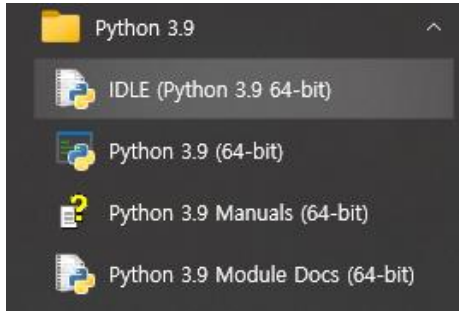 Python 3.9
IDLE (Python 3.9 64-bit)
Python 3.9 (64-bit)
Python 3.9 Manuals (64-bit)
Python 3.9 Module Docs (64-bit)